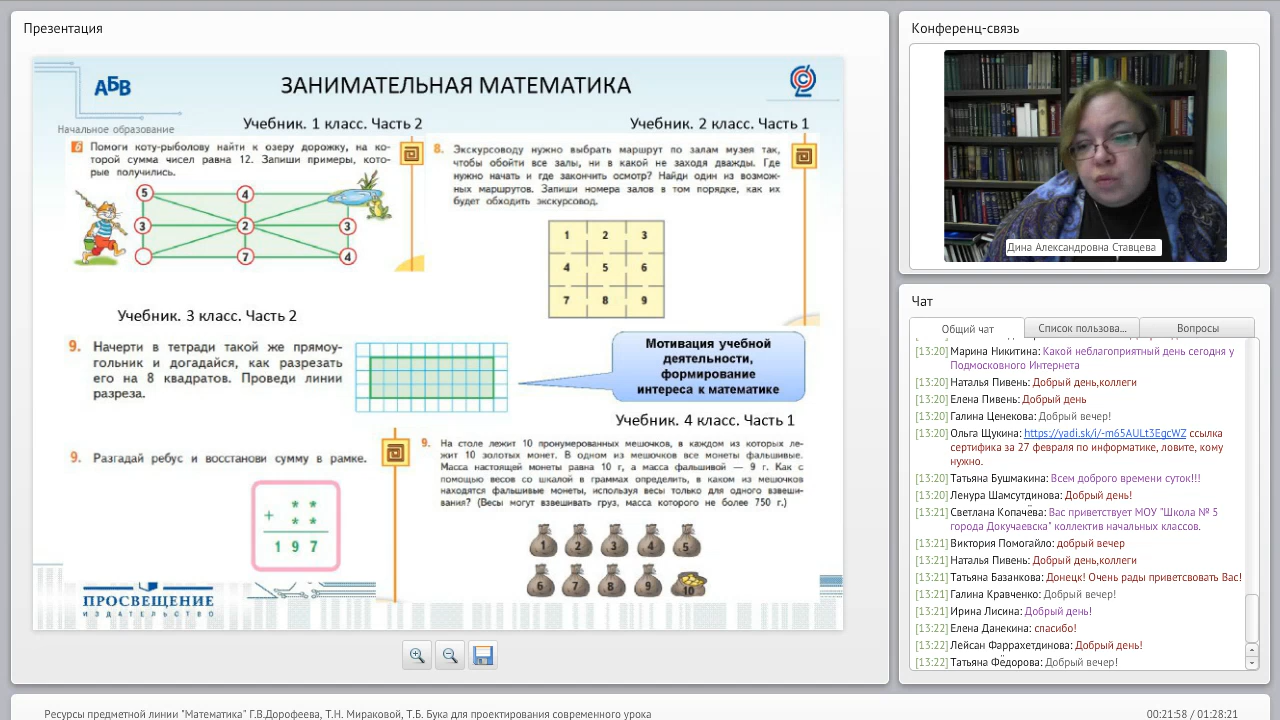 Презентация
АБВ
Начальное образование
ЗАНИМАТЕЛЬНАЯ МАТЕМАТИКА
Учебник. 1 класс. Часть 2
6 Помоги коту-рыболову найти к озеру дорожку, на ко-
торой сумма чисел равна 12. Запиши примеры, кото-
рые получились.
5 4
3 2 3
7 4
Учебник. 2 класс. Часть 1
8. Экскурсоводу нужно выбрать маршрут по залам музея так,
чтобы обойти все залы, ни в какой не заходя дважды. Где
нужно начать и где закончить осмотр? Найди один из возмож-
ных маршрутов. Запиши номера залов в том порядке, как их
будет обходить экскурсовод.
1 2 3
4 5 6
7 8 9
Учебник. 3 класс. Часть 2
9. Начерти в тетради такой же прямоу-
гольник и догадайся, как разрезать
его на 8 квадратов. Проведи линии
разреза.
Мотивация учебной
деятельности,
формирование
интереса к математике
9. Разгадай ребус и восстанови сумму в рамке.
* *
+
* *
1 9 7
Учебник. 4 класс. Часть 1
9. На столе лежит 10 пронумерованных мешочков, в каждом из которых ле-
жит 10 золотых монет. В одном из мешочков все монеты фальшивые.
Масса настоящей монеты равна 10 г, а масса фальшивой — 9 г. Как с
помощью весов со шкалой в граммах определить, в каком из мешочков
находятся фальшивые монеты, используя весы только для одного взвеши-
вания? (Весы могут взвешивать груз, масса которого не более 750 г.)
1 2 3 4 5
6 7 8 9 10
ПРОСВЕЩЕНИЕ
ИЗДАТЕЛЬСТВО
Конференц-связь
Дина Александровна Ставцева
Чат
Общий чат Список пользова... Вопросы
[13:20] Марина Никитина: Какой неблагоприятный день сегодня у
Подмосковного Интернета
[13:20] Наталья Пивень: Добрый день,коллеги
[13:20] Елена Пивень: Добрый день
[13:20] Галина Ценекова: Добрый вечер!
[13:20] Ольга Щукина: https://yadi.sk/i/-m65AULt3EgcWZ ссылка
сертифика за 27 февраля по информатике, ловите, кому
нужно.
[13:20] Татьяна Бушмакина: Всем доброго времени суток!!!
[13:20] Ленура Шамсутдинова: Добрый день!
[13:21] Светлана Копачёва: Вас приветствует МОУ "Школа № 5
города Докучаевска" коллектив начальных классов.
[13:21] Виктория Помогайло: добрый вечер
[13:21] Наталья Пивень: Добрый день,коллеги
[13:21] Татьяна Базанкова: Донецк! Очень рады приветсвовать Вас!
[13:21] Галина Кравченко: Добрый вечер!
[13:21] Ирина Лисина: Добрый день!
[13:22] Елена Данекина: спасибо!
[13:22] Лейсан Фаррахетдинова: Добрый день!
[13:22] Татьяна Фёдорова: Добрый вечер!
Ресурсы предметной линии "Математика" Г.В.Дорофеева, Т.Н. Мираковой, Т.Б. Бука для проектирования современного урока
00:21:58 / 01:28:21